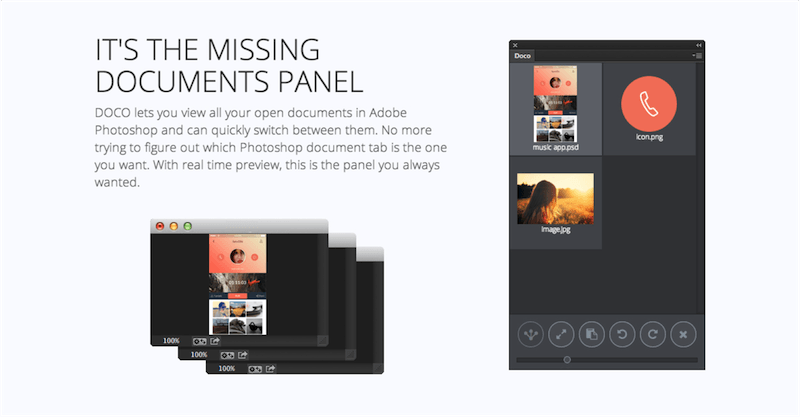 IT'S THE MISSING
DOCUMENTS PANEL
DOCO lets you view all your open documents in Adobe
Photoshop and can quickly switch between them. No more
trying to figure out which Photoshop document tab is the one
you want. With real time preview, this is the panel you always
wanted.
100%
100%
100%
Doco
music app.psd
icon.png
image.jpg